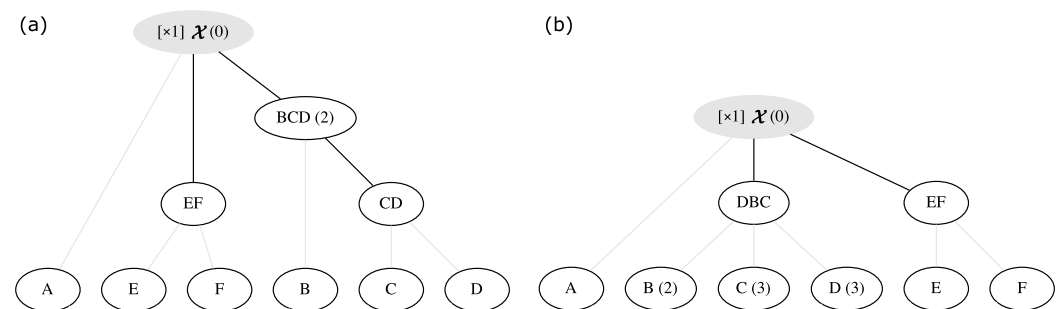 (a)
[×1] 𝒳 (0)
BCD (2)
EF
CD
A
E
F
B
C
D
(b)
[×1] 𝒳 (0)
DBC
EF
A
B (2)
C (3)
D (3)
E
F